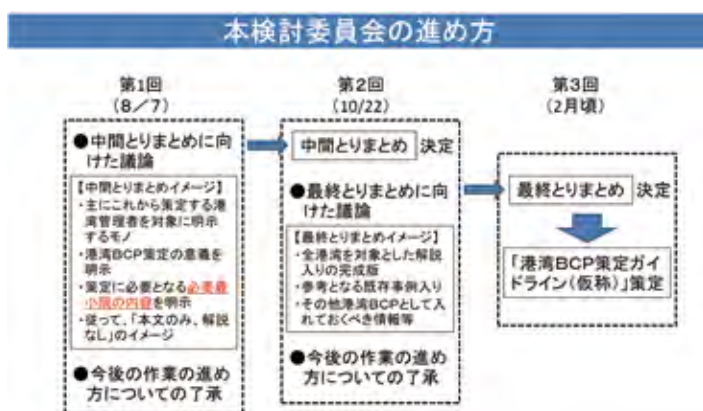 本検討委員会の進め方
第1回
（8／7）
●中間とりまとめに向
けた議論
【中間とりまとめイメージ】
・主にこれから策定する港
湾管理者を対象に明示
するモノ
・港湾BCP策定の意義を
明示
・策定に必要となる必要最
小限の内容を明示
・従って、「本文のみ、解説
なし」のイメージ
●今後の作業の進め
方についての了承
第2回
（10/22）
中間とりまとめ 決定
●最終とりまとめに向
けた議論
【最終とりまとめイメージ】
・全港湾を対象とした解説
入りの完成版
・参考となる既存事例入り
・その他港湾BCPとして入
れておくべき情報等
●今後の作業の進め
方についての了承
第3回
（2月頃）
最終とりまとめ 決定
「港湾BCP策定ガイ
ドライン（仮称）」策定